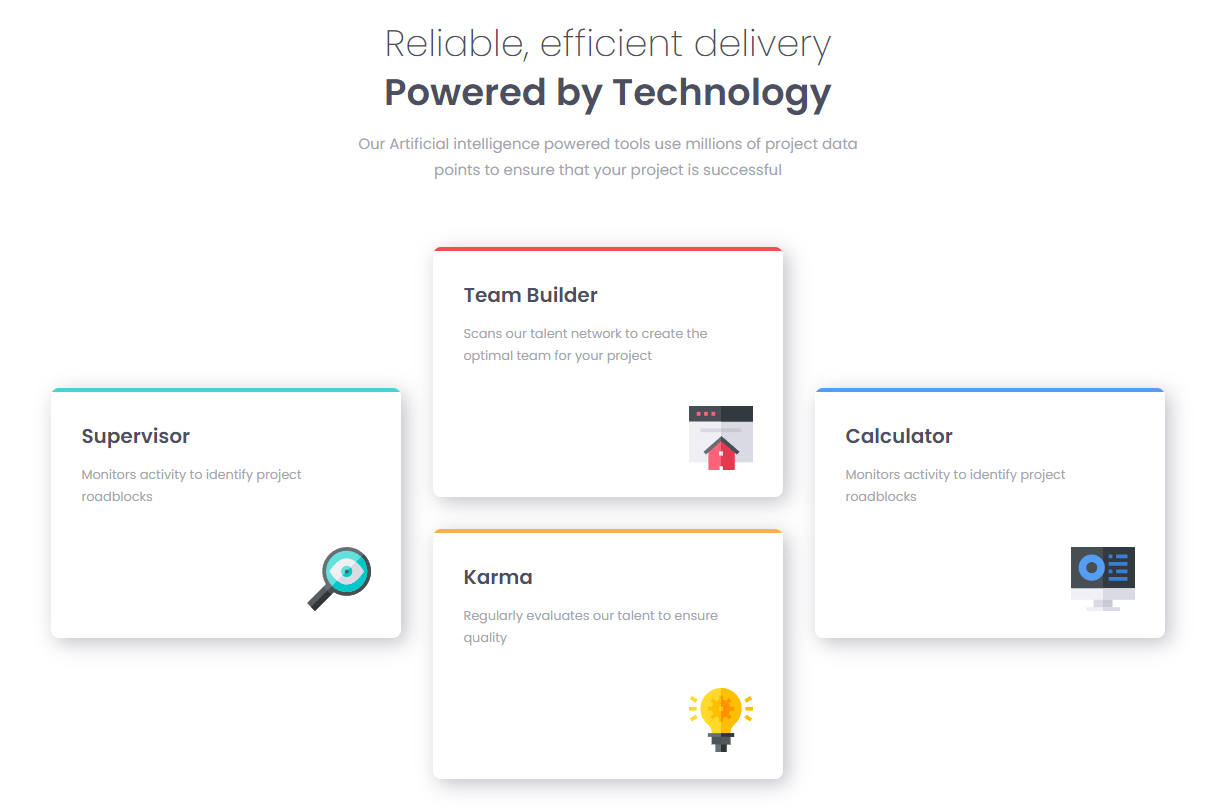 Reliable, efficient delivery
Powered by Technology
Our Artificial intelligence powered tools use millions of project data
points to ensure that your project is successful
Team Builder
Scans our talent network to create the
optimal team for your project
Supervisor
Monitors activity to identify project
roadblocks
Calculator
Monitors activity to identify project
roadblocks
Karma
Regularly evaluates our talent to ensure
quality